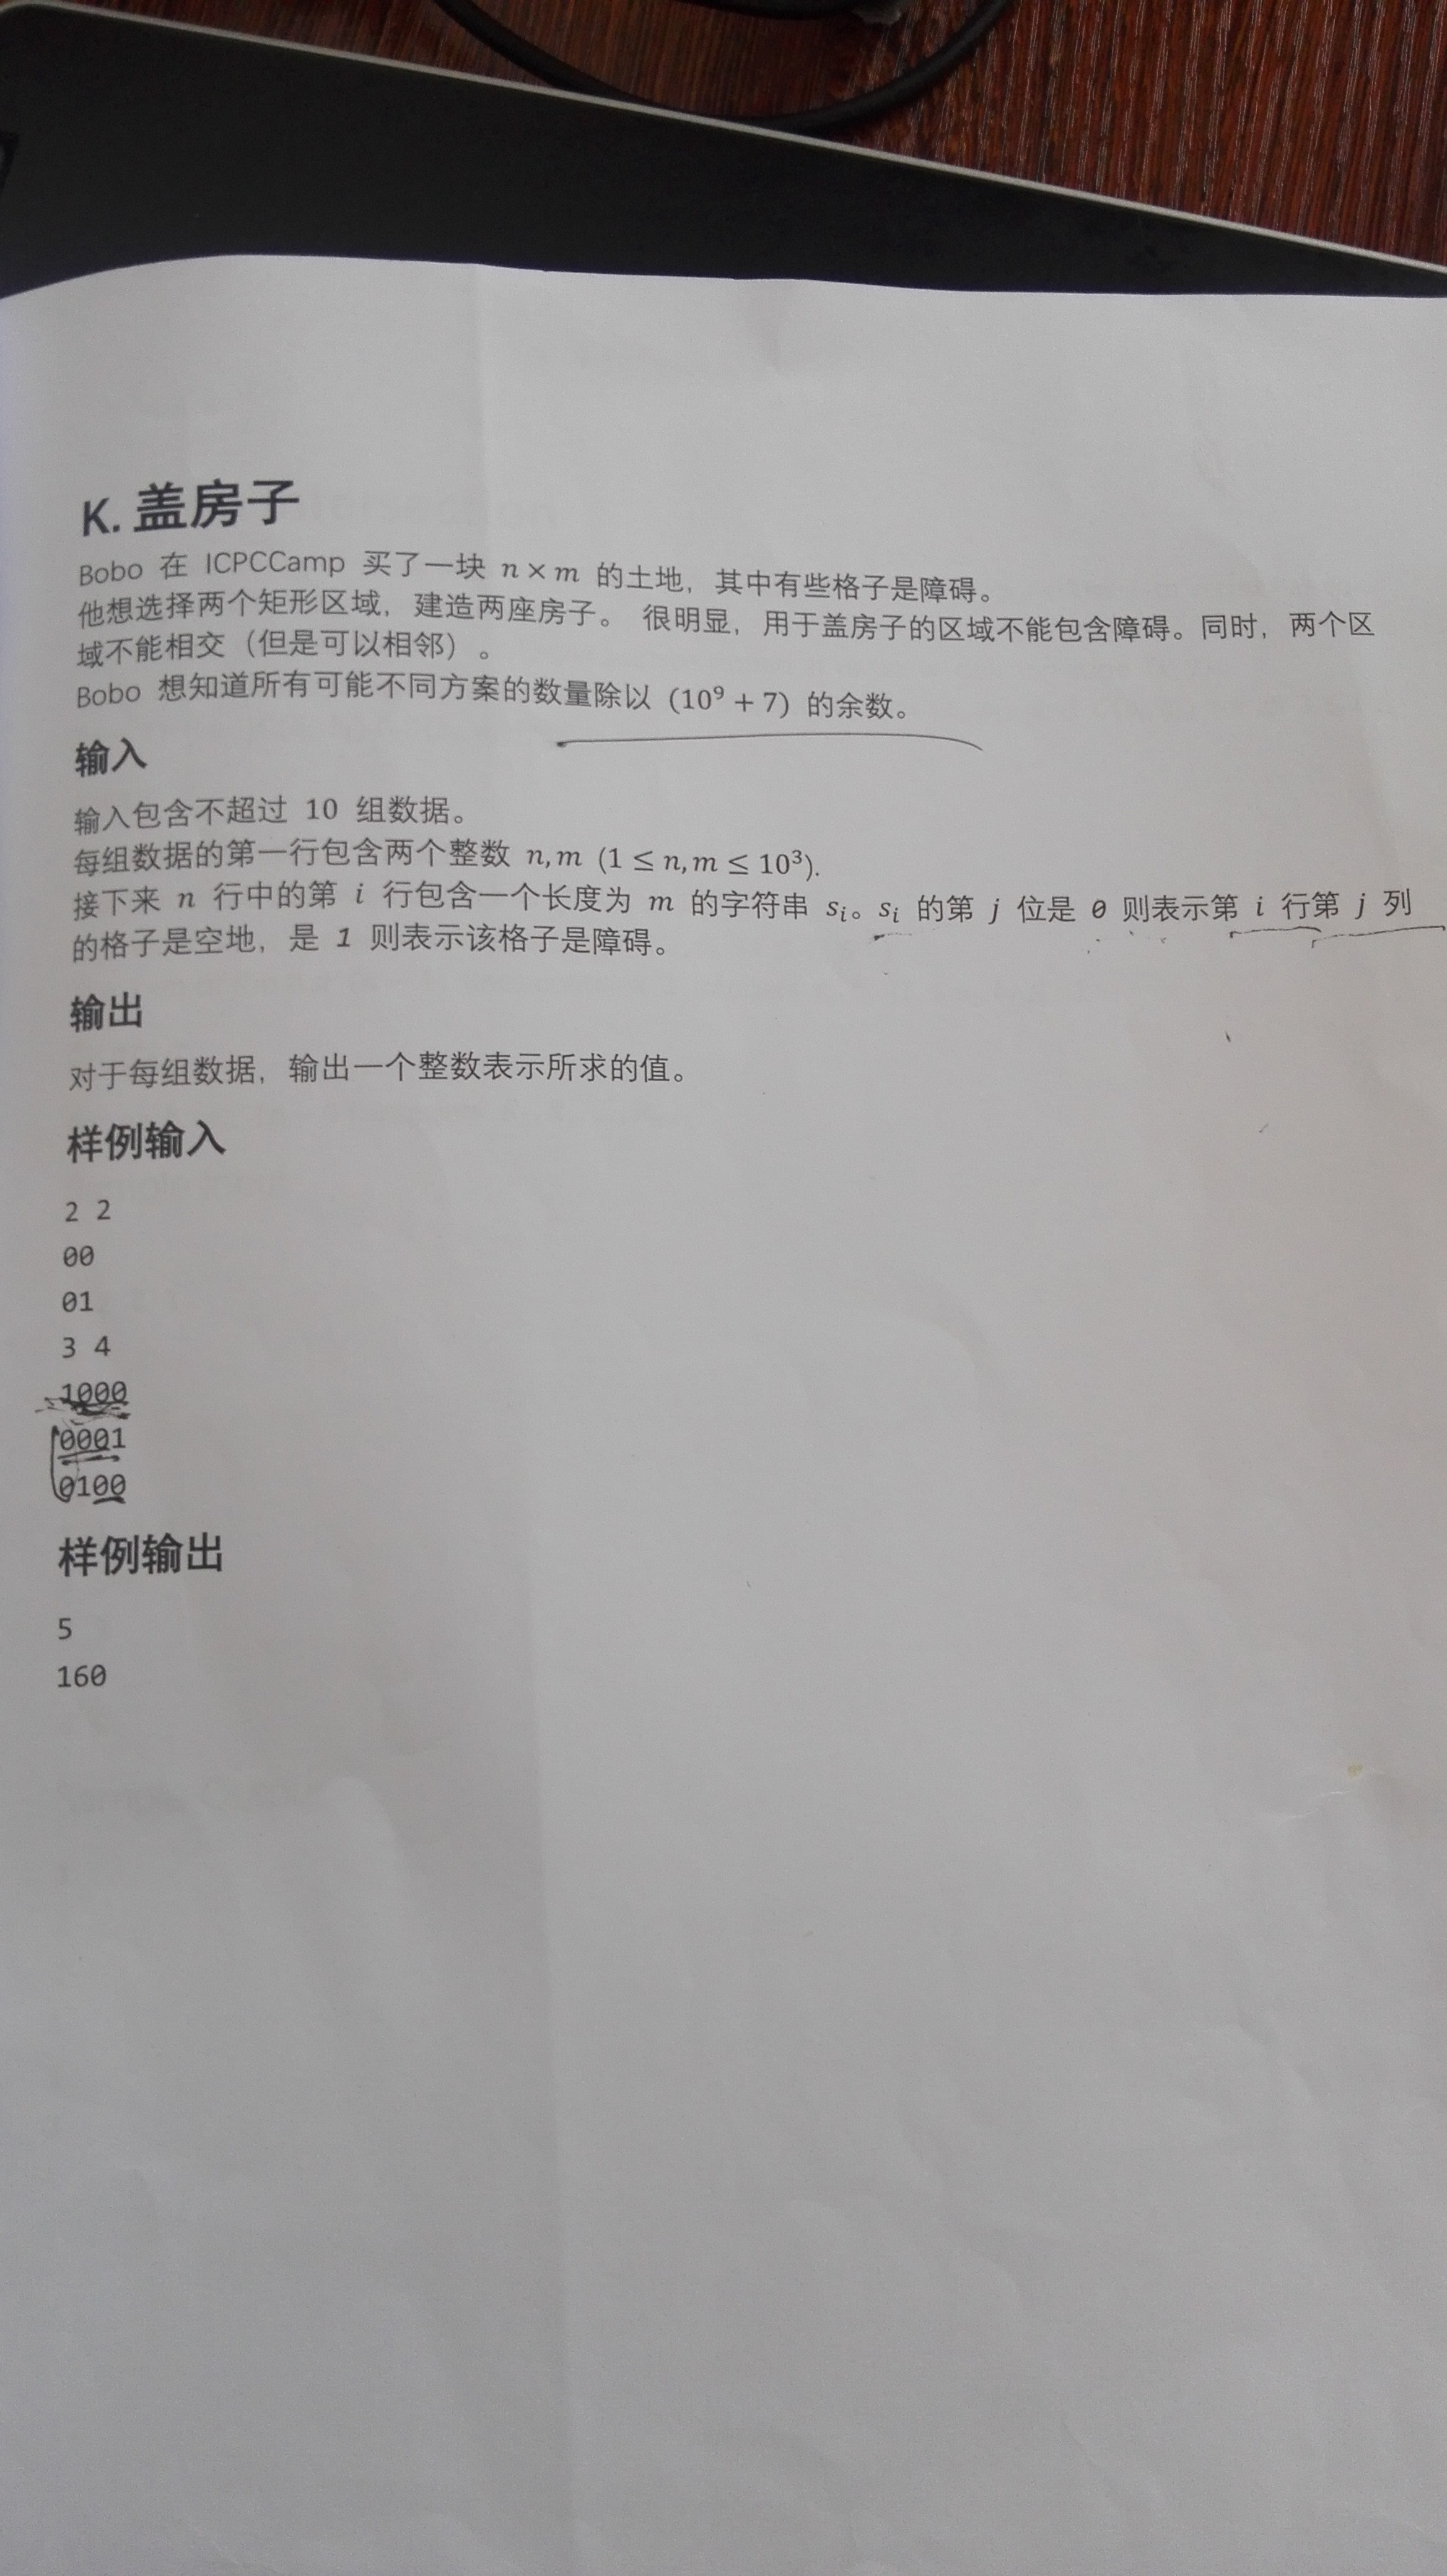 K. 盖房子
Bobo 在 ICPCCamp 买了一块 n × m 的土地，其中有些格子是障碍。
他想选择两个矩形区域，建造两座房子。 很明显，用于盖房子的区域不能包含障碍。同时，两个区
域不能相交（但是可以相邻）。
Bobo 想知道所有可能不同方案的数量除以 (10⁹ + 7) 的余数。
输入
输入包含不超过 10 组数据。
每组数据的第一行包含两个整数 n, m (1 ≤ n, m ≤ 10³).
接下来 n 行中的第 i 行包含一个长度为 m 的字符串 sᵢ。sᵢ 的第 j 位是 0 则表示第 i 行第 j 列
的格子是空地，是 1 则表示该格子是障碍。
输出
对于每组数据，输出一个整数表示所求的值。
样例输入
2 2
00
01
3 4
1000
0001
0100
样例输出
5
160